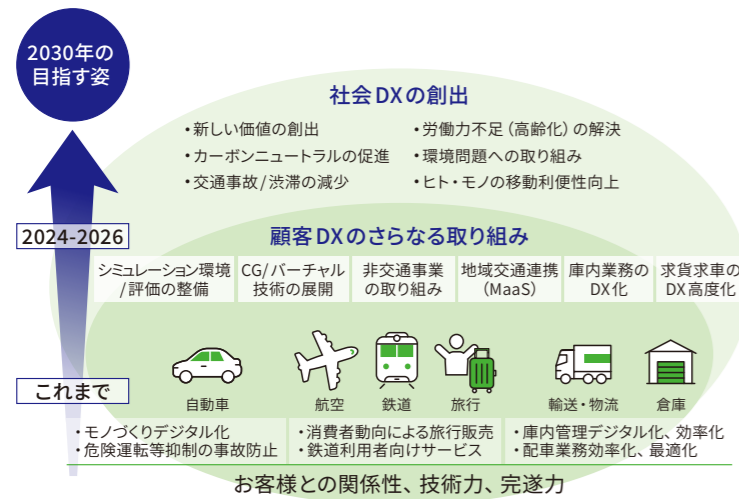 2030年の
目指す姿
社会DXの創出
・新しい価値の創出
・労働力不足（高齢化）の解決
・カーボンニュートラルの促進
・環境問題への取り組み
・交通事故/渋滞の減少
・ヒト・モノの移動利便性向上
2024-2026
顧客DXのさらなる取り組み
シミュレーション環境
/評価の整備
CG/バーチャル
技術の展開
非交通事業
の取り組み
地域交通連携
（MaaS）
庫内業務の
DX化
求貨求車の
DX高度化
これまで
自動車
航空
鉄道
旅行
輸送・物流
倉庫
・モノづくりデジタル化
・危険運転等抑制の事故防止
・消費者動向による旅行販売
・鉄道利用者向けサービス
・庫内管理デジタル化、効率化
・配車業務効率化、最適化
お客様との関係性、技術力、完遂力